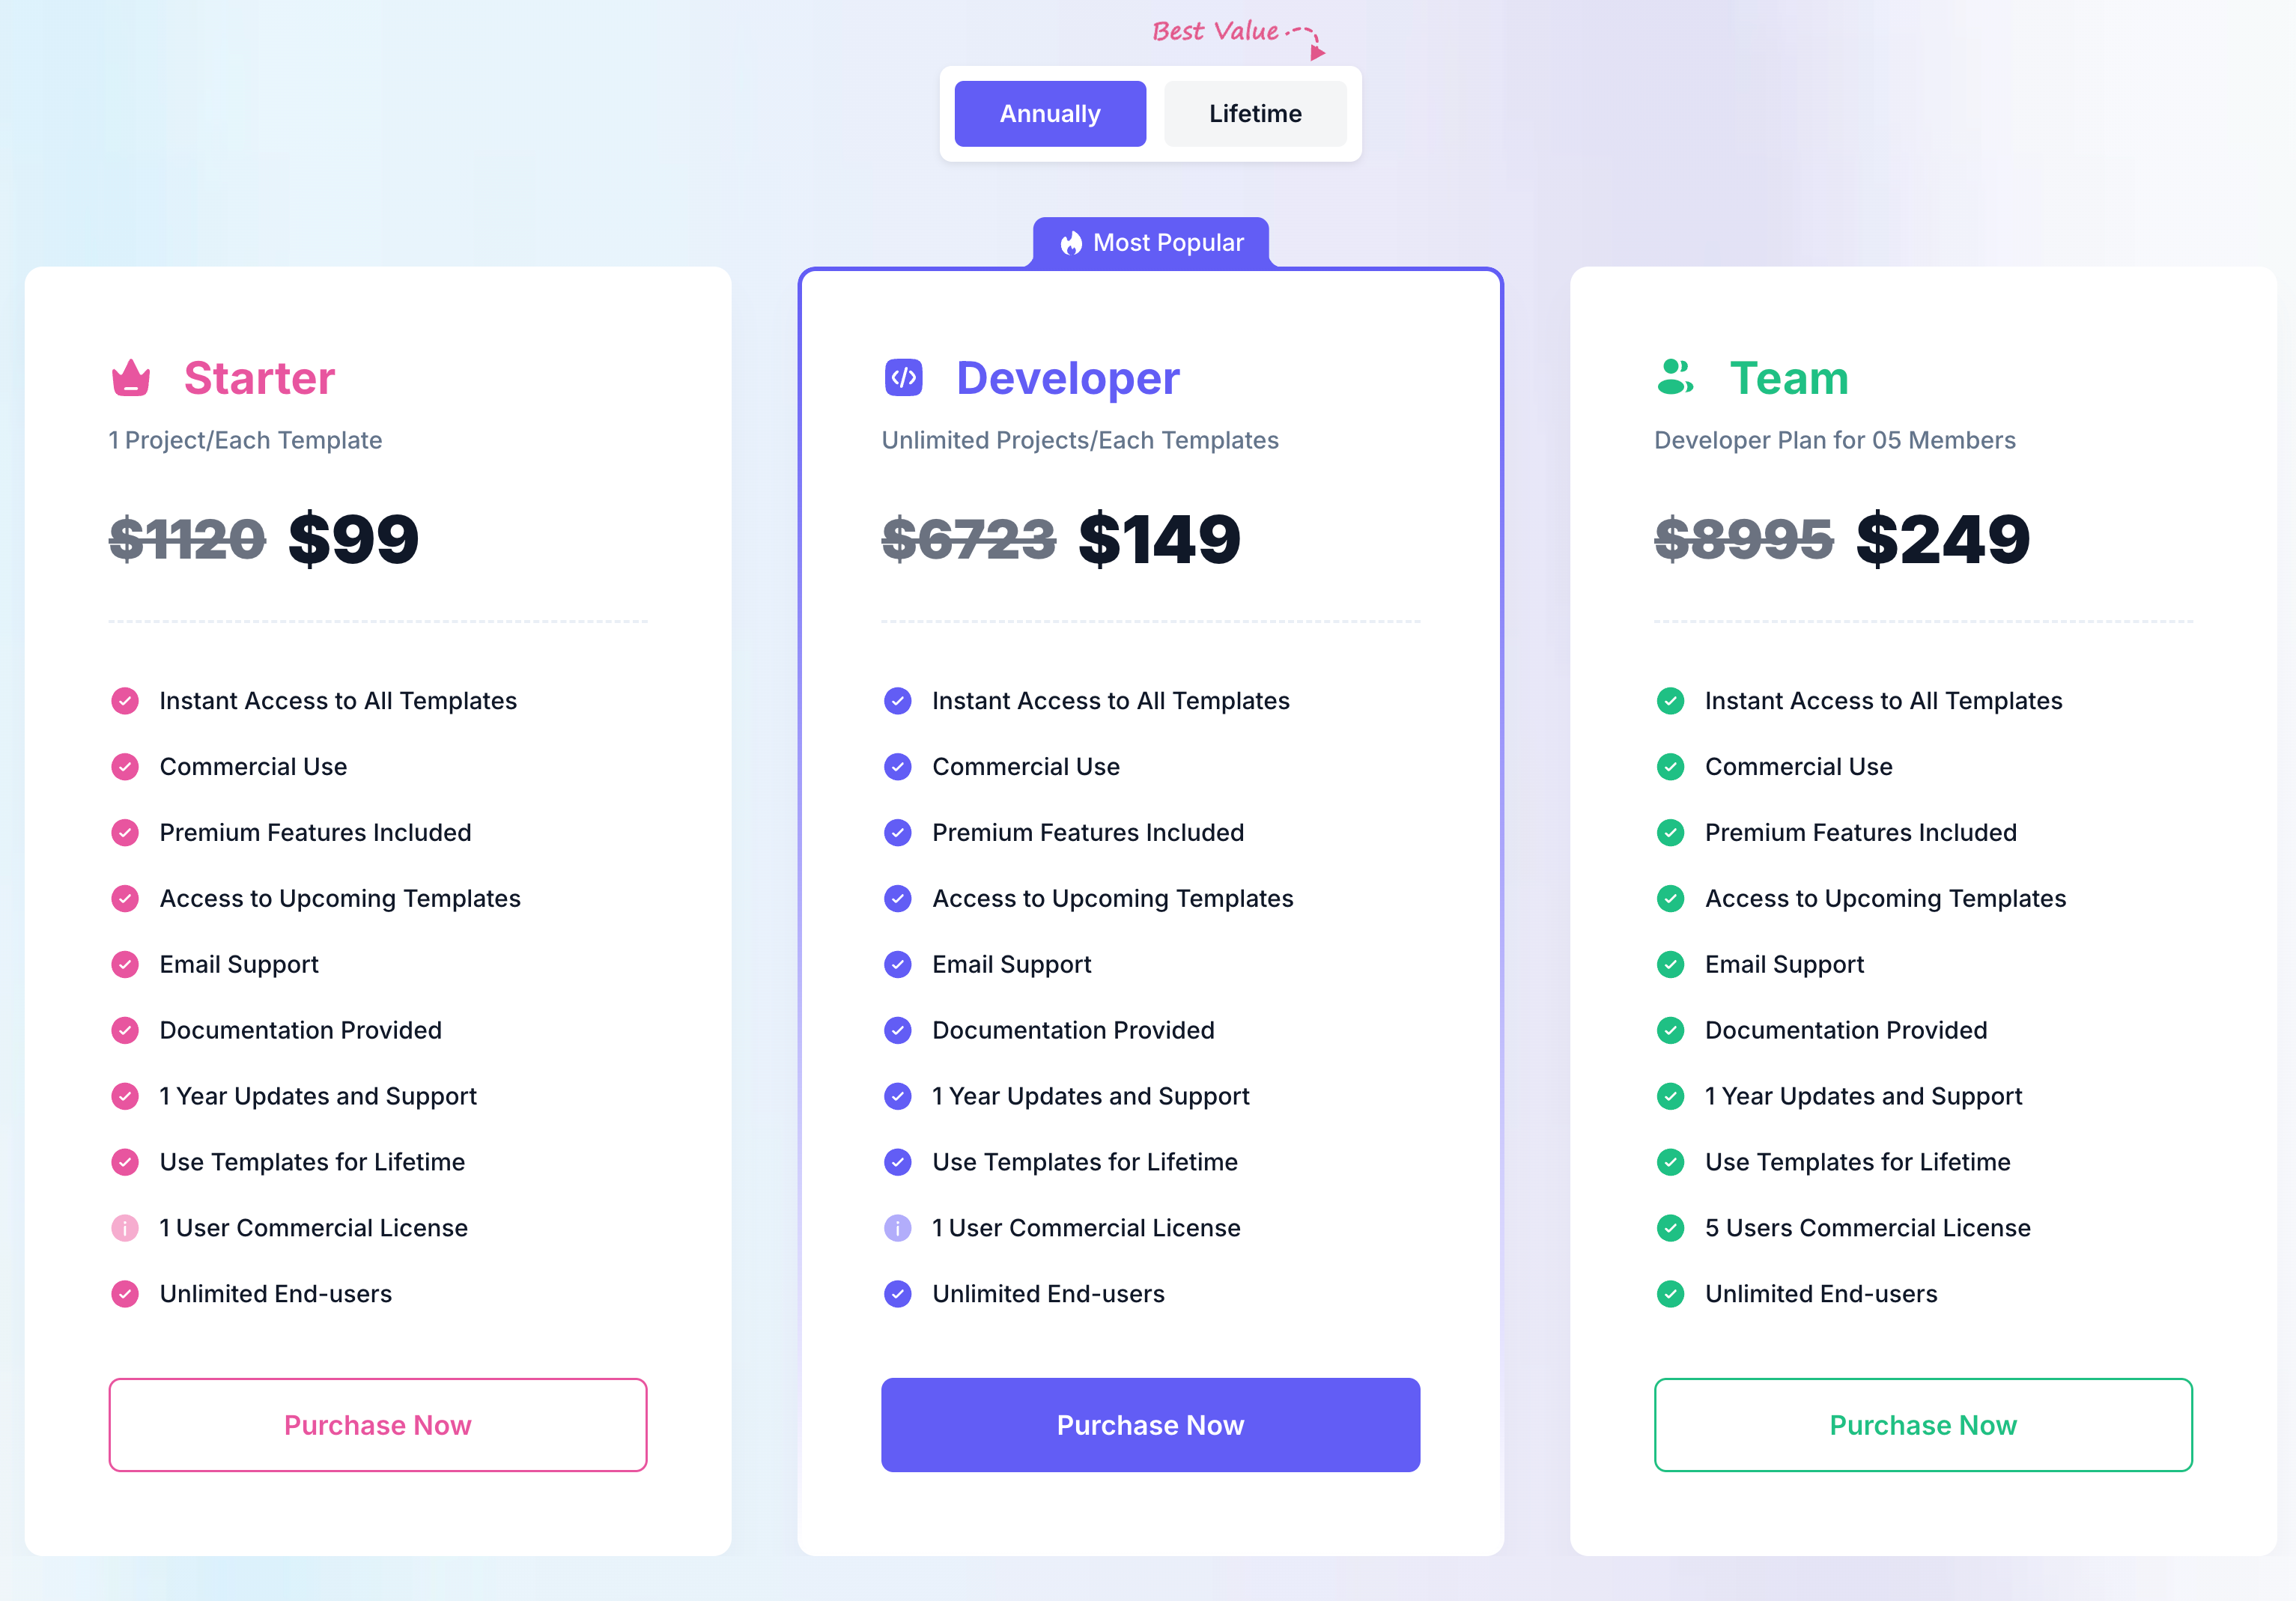 Best Value
Annually
Lifetime
Most Popular
Starter
1 Project/Each Template
$1120 $99
Instant Access to All Templates
Commercial Use
Premium Features Included
Access to Upcoming Templates
Email Support
Documentation Provided
1 Year Updates and Support
Use Templates for Lifetime
1 User Commercial License
Unlimited End-users
Purchase Now
Developer
Unlimited Projects/Each Templates
$6723 $149
Instant Access to All Templates
Commercial Use
Premium Features Included
Access to Upcoming Templates
Email Support
Documentation Provided
1 Year Updates and Support
Use Templates for Lifetime
1 User Commercial License
Unlimited End-users
Purchase Now
Team
Developer Plan for 05 Members
$8995 $249
Instant Access to All Templates
Commercial Use
Premium Features Included
Access to Upcoming Templates
Email Support
Documentation Provided
1 Year Updates and Support
Use Templates for Lifetime
5 Users Commercial License
Unlimited End-users
Purchase Now